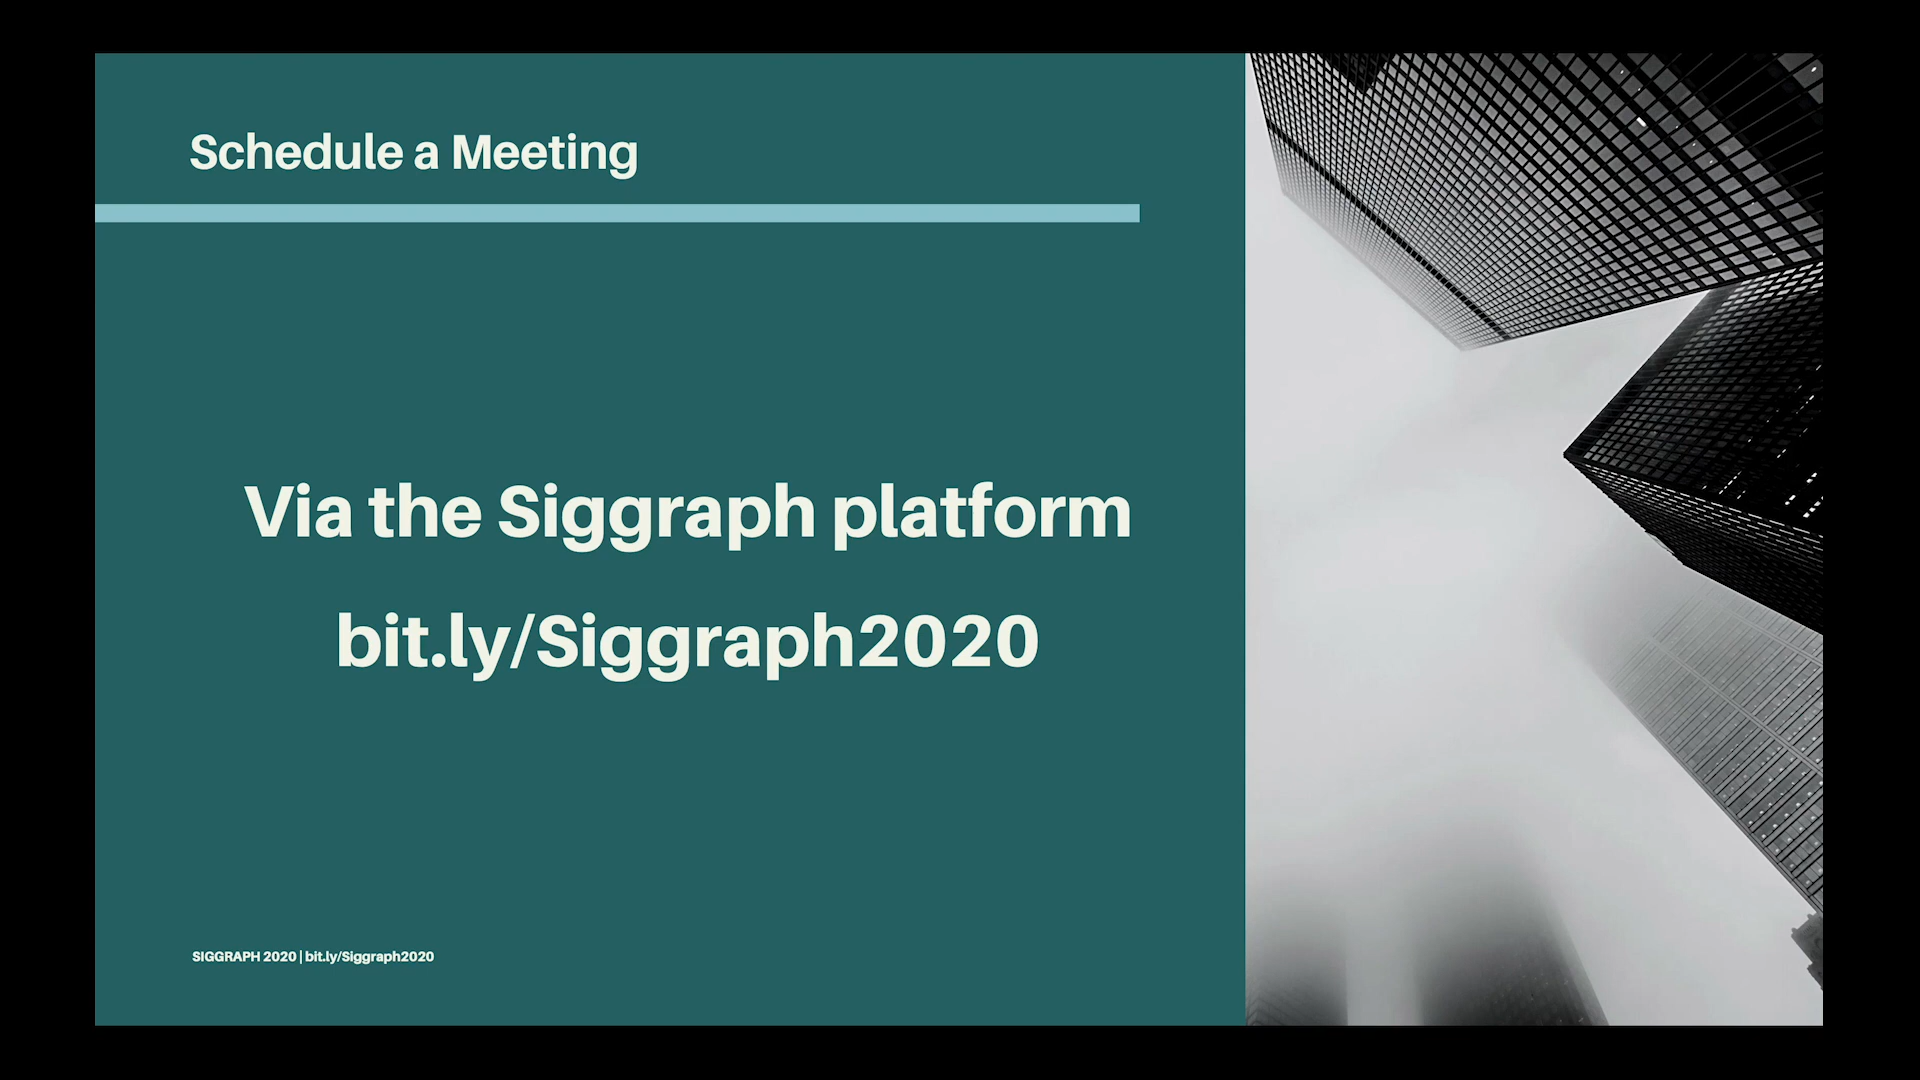 Schedule a Meeting
Via the Siggraph platform
bit.ly/Siggraph2020
SIGGRAPH 2020 | bit.ly/Siggraph2020